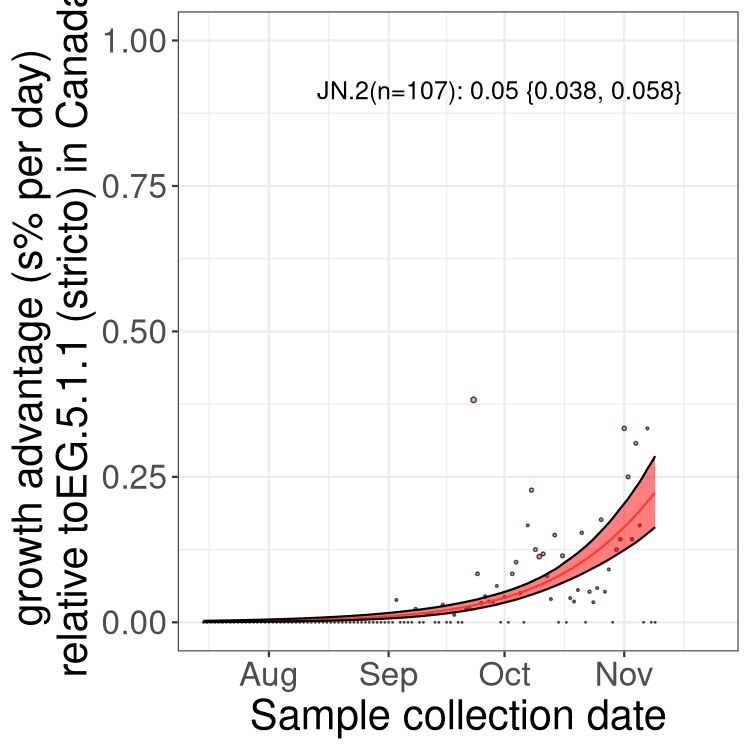 growth advantage (s% per day)
relative toEG.5.1.1 (stricto) in Canada
1.00
0.75
0.50
0.25
0.00
JN.2(n=107): 0.05 {0.038, 0.058}
Aug Sep Oct Nov
Sample collection date